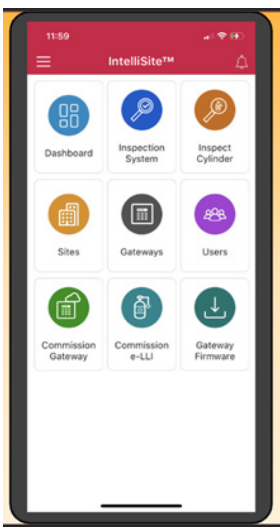 11:59
IntelliSite™
Dashboard
Inspection
System
Inspect
Cylinder
Sites
Gateways
Users
Commission
Gateway
Commission
e-LLI
Gateway
Firmware